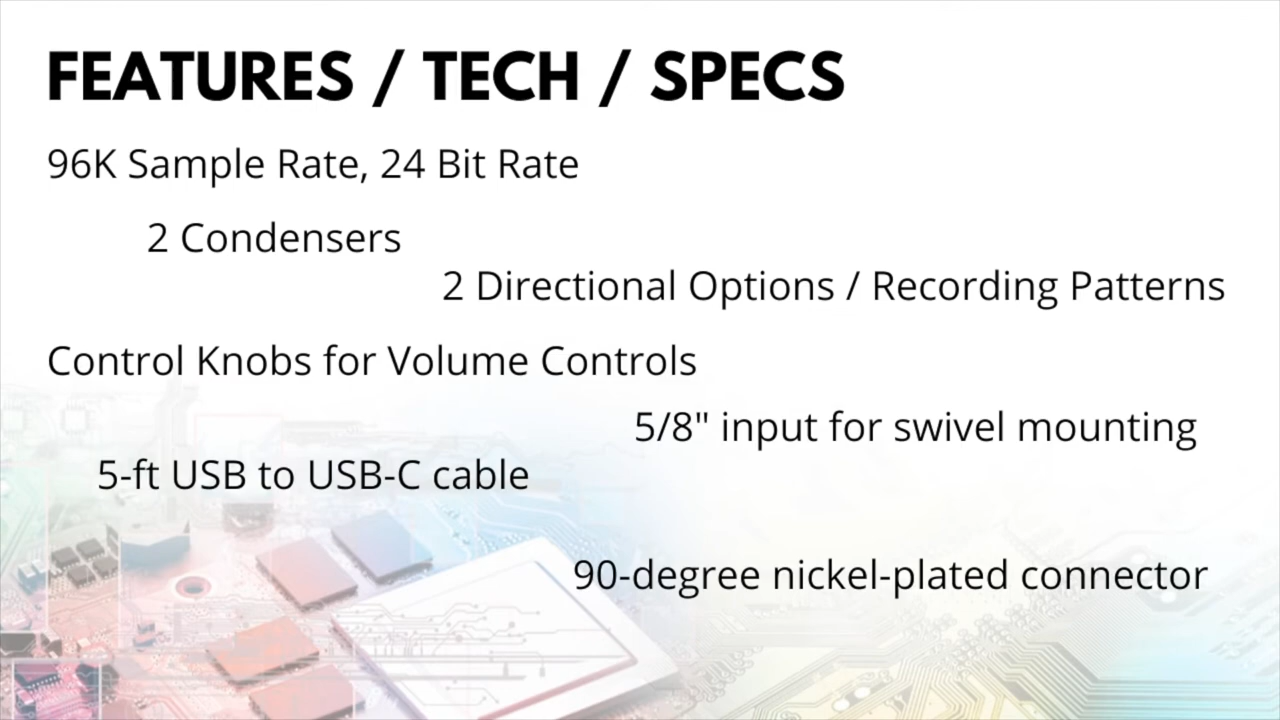 FEATURES / TECH / SPECS
96K Sample Rate, 24 Bit Rate
2 Condensers
2 Directional Options / Recording Patterns
Control Knobs for Volume Controls
5/8" input for swivel mounting
5-ft USB to USB-C cable
90-degree nickel-plated connector